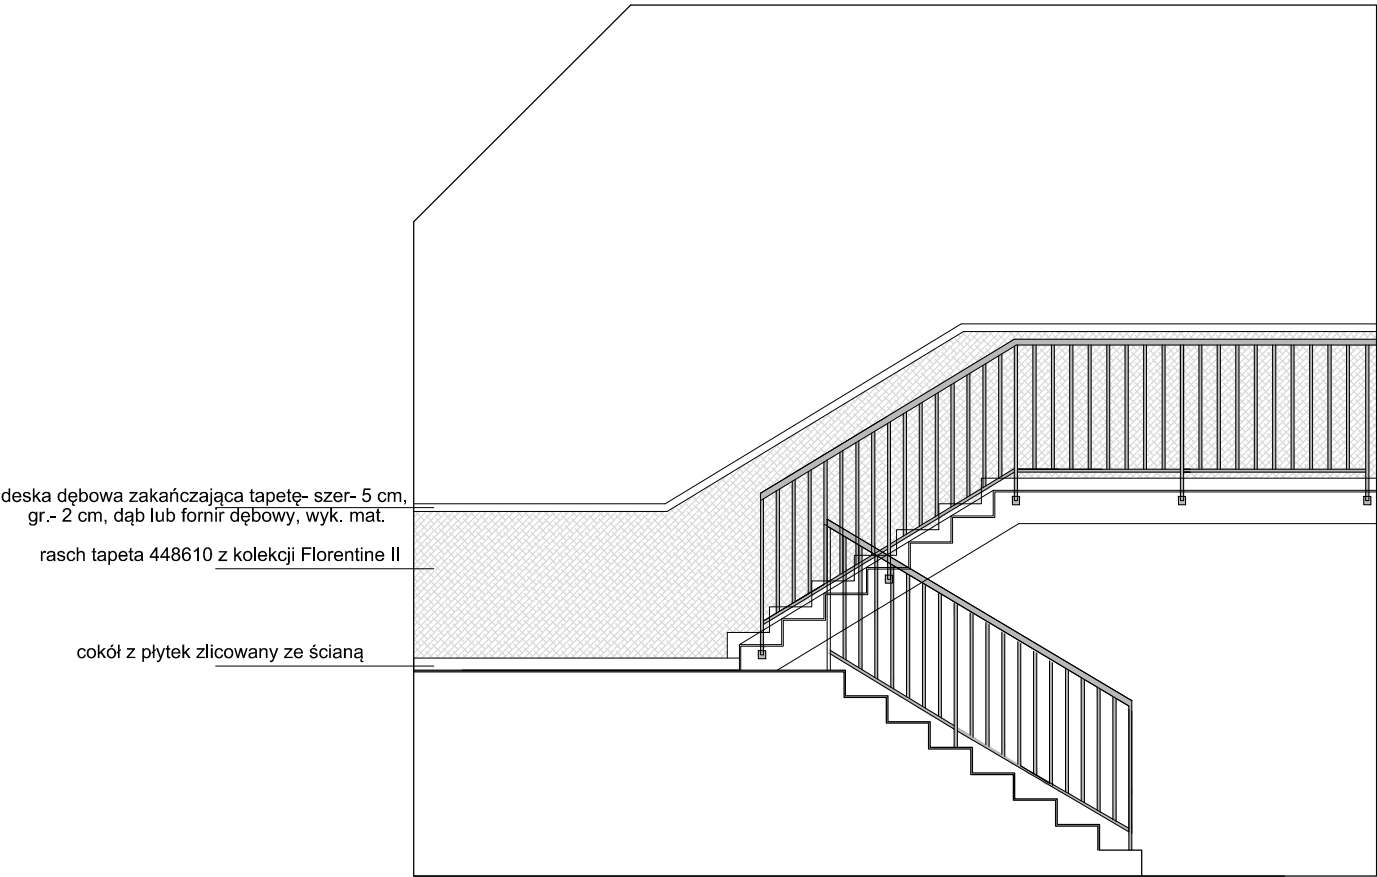 deska dębowa zakańczająca tapetę- szer- 5 cm,
gr.- 2 cm, dąb lub fornir dębowy, wyk. mat.
rasch tapeta 448610 z kolekcji Florentine II
cokół z płytek zlicowany ze ścianą